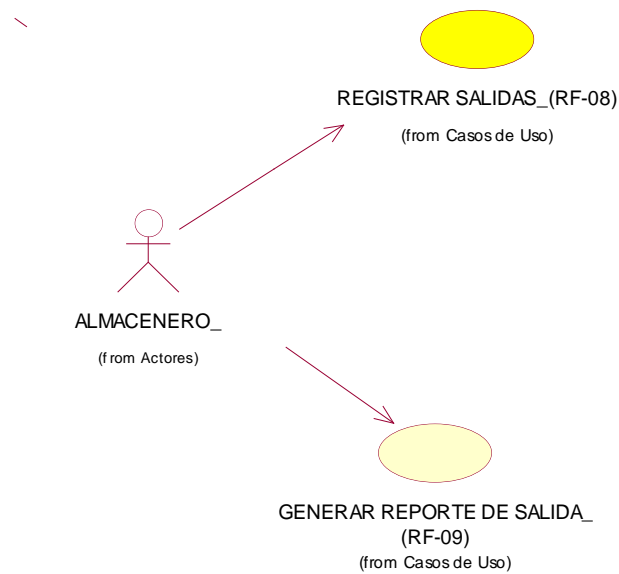 REGISTRAR SALIDAS_(RF-08)
(from Casos de Uso)
ALMACENERO_
(from Actores)
GENERAR REPORTE DE SALIDA_
(RF-09)
(from Casos de Uso)